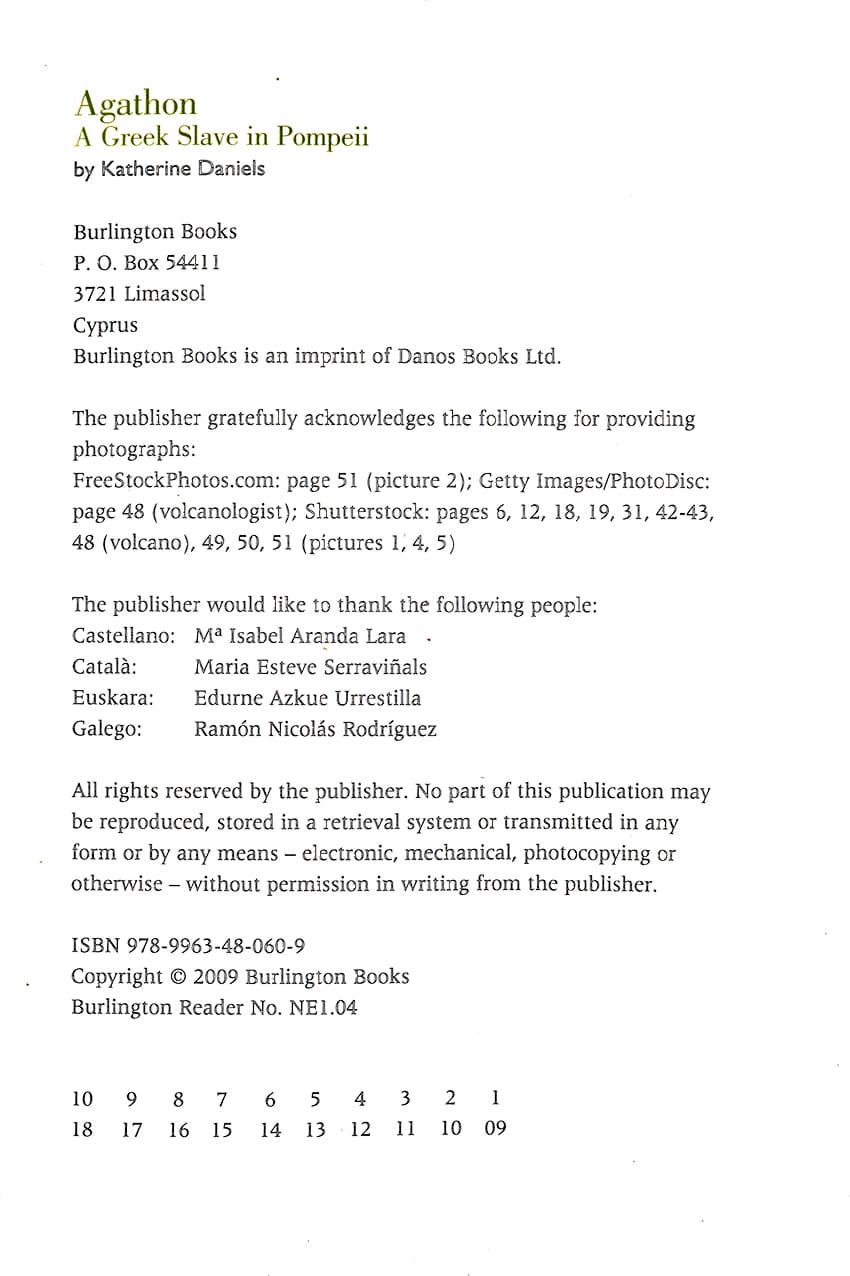 Agathon
A Greek Slave in Pompeii
by Katherine Daniels
Burlington Books
P. O. Box 54411
3721 Limassol
Cyprus
Burlington Books is an imprint of Danos Books Ltd.
The publisher gratefully acknowledges the following for providing
photographs:
FreeStockPhotos.com: page 51 (picture 2); Getty Images/PhotoDisc:
page 48 (volcanologist); Shutterstock: pages 6, 12, 18, 19, 31, 42-43,
48 (volcano), 49, 50, 51 (pictures 1, 4, 5)
The publisher would like to thank the following people:
Castellano: Mª Isabel Aranda Lara
Català: Maria Esteve Serraviñals
Euskara: Edurne Azkue Urrestilla
Galego: Ramón Nicolás Rodríguez
All rights reserved by the publisher. No part of this publication may
be reproduced, stored in a retrieval system or transmitted in any
form or by any means – electronic, mechanical, photocopying or
otherwise – without permission in writing from the publisher.
ISBN 978-9963-48-060-9
Copyright © 2009 Burlington Books
Burlington Reader No. NE1.04
10 9 8 7 6 5 4 3 2 1
18 17 16 15 14 13 12 11 10 09